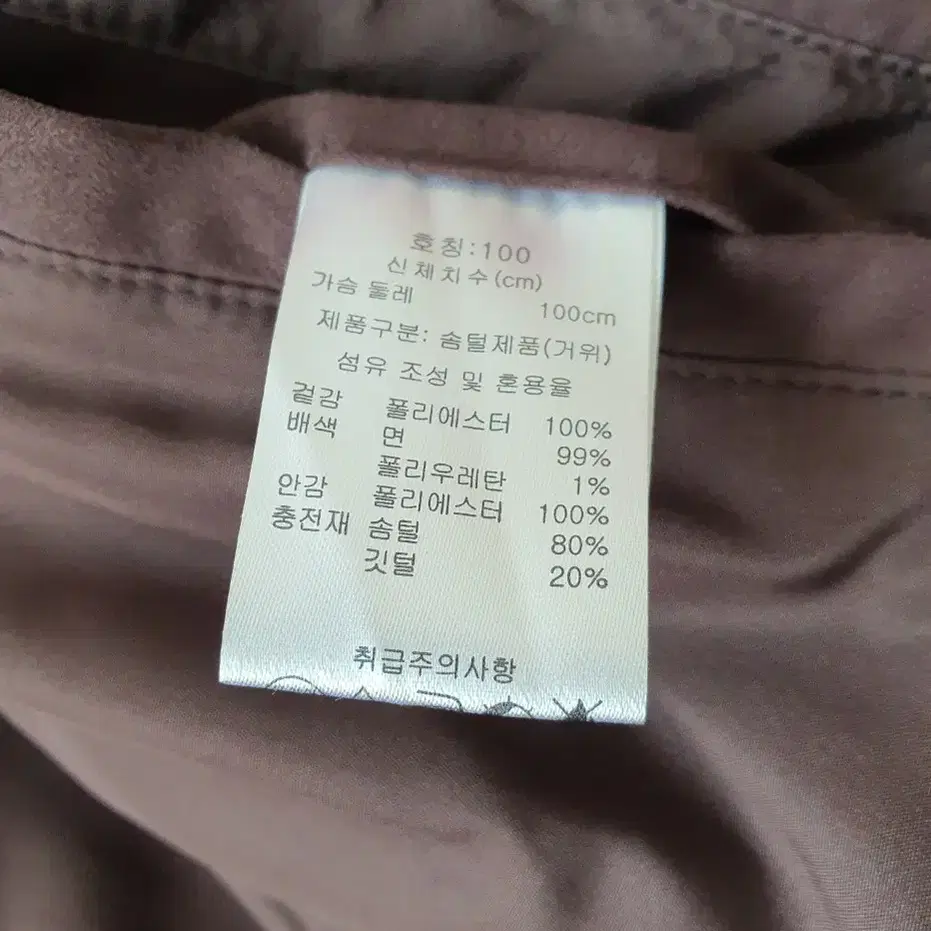 호칭:100
신체치수(cm)
가슴 둘레 100cm
제품구분: 솜털제품(거위)
섬유 조성 및 혼용율
겉감 폴리에스터 100%
배색 면 99%
폴리우레탄 1%
안감 폴리에스터 100%
충전재 솜털 80%
깃털 20%
취급주의사항